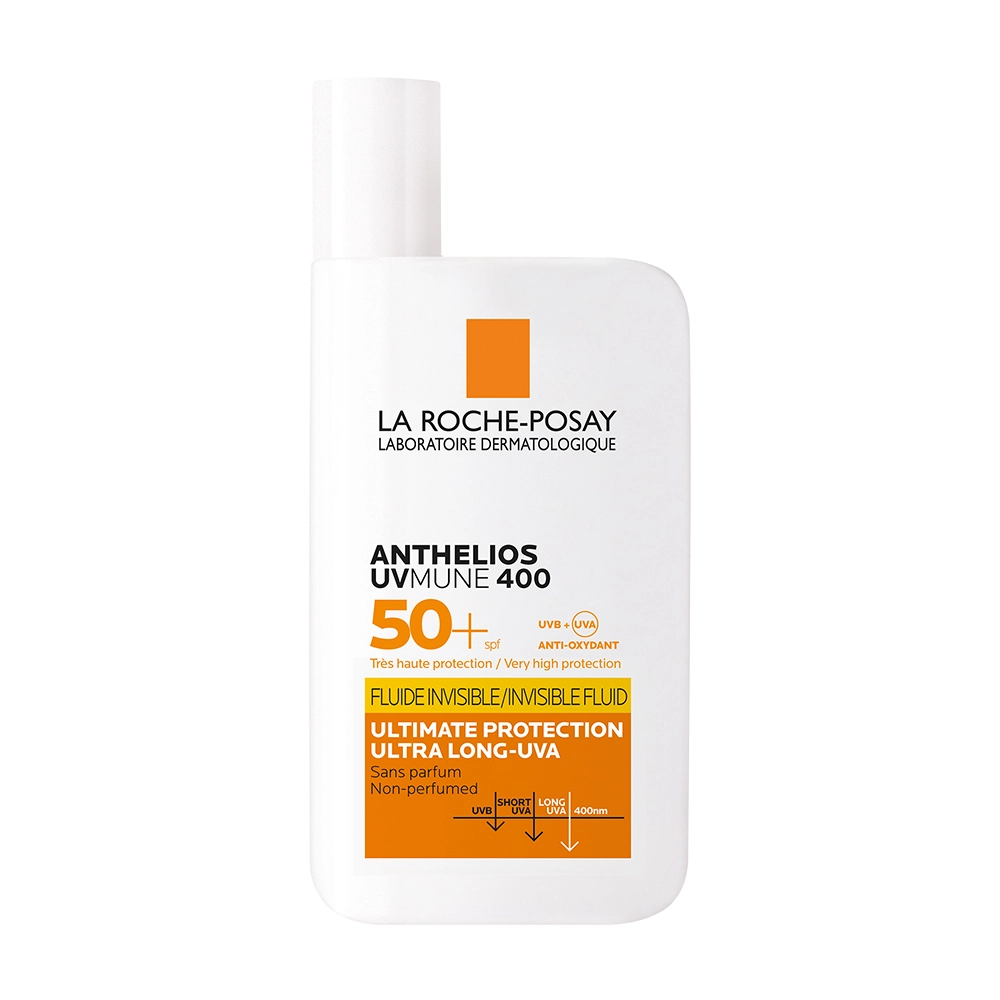 LA ROCHE-POSAY
LABORATOIRE DERMATOLOGIQUE
ANTHELIOS
UVMUNE 400
50+ spf
UVB + UVA
ANTI-OXYDANT
Très haute protection / Very high protection
FLUIDE INVISIBLE/INVISIBLE FLUID
ULTIMATE PROTECTION
ULTRA LONG-UVA
Sans parfum
Non-perfumed
UVB
SHORT
UVA
LONG
UVA
400nm